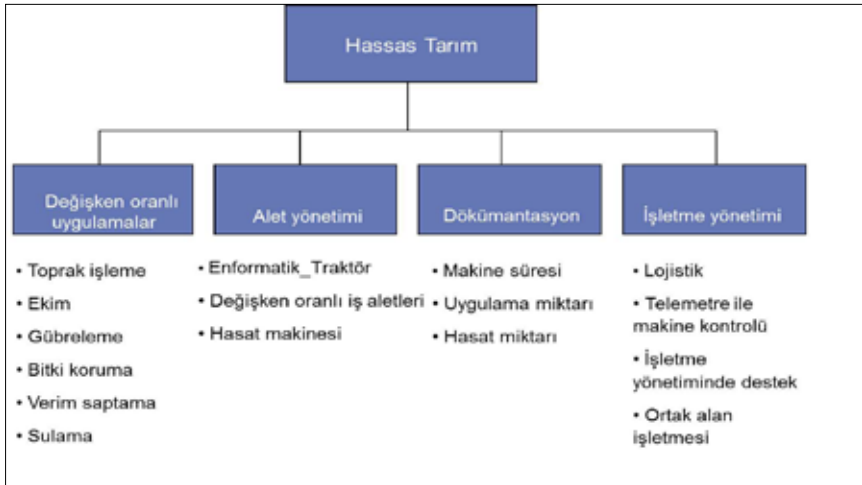 Hassas Tarım
Değişken oranlı
uygulamalar
• Toprak işleme
• Ekim
• Gübreleme
• Bitki koruma
• Verim saptama
• Sulama
Alet yönetimi
• Enformatik_Traktör
• Değişken oranlı iş aletleri
• Hasat makinesi
Dökümantasyon
• Makine süresi
• Uygulama miktarı
• Hasat miktarı
İşletme yönetimi
• Lojistik
• Telemetre ile
makine kontrolü
• İşletme
yönetiminde destek
• Ortak alan
işletmesi